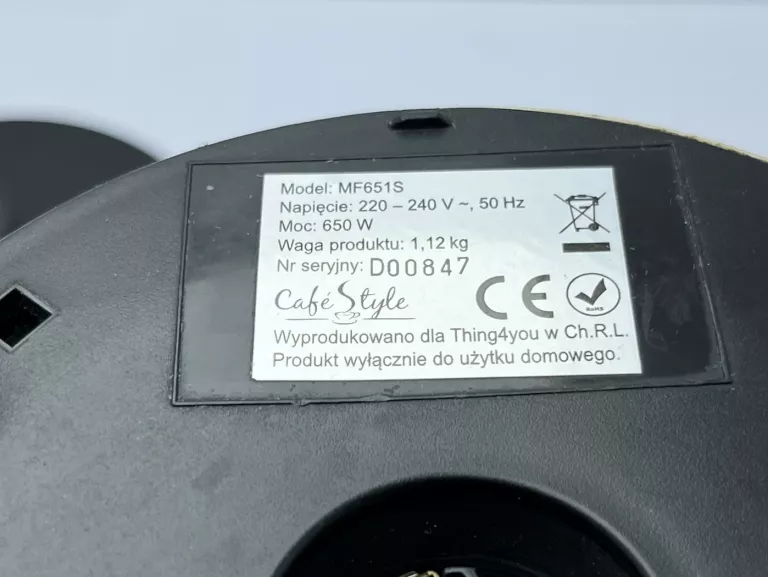 Model: MF651S
Napięcie: 220 – 240 V ~, 50 Hz
Moc: 650 W
Waga produktu: 1,12 kg
Nr seryjny: D00847
Café Style
CE
RoHS
Wyprodukowano dla Thing4you w Ch.R.L.
Produkt wyłącznie do użytku domowego.